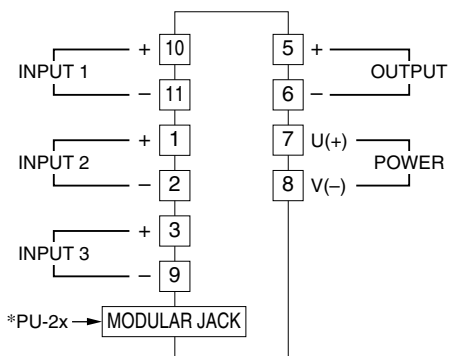 + 10
INPUT 1
– 11
+ 1
INPUT 2
– 2
+ 3
INPUT 3
– 9
*PU-2x MODULAR JACK
5 +
OUTPUT
6 –
7 U(+)
POWER
8 V(–)